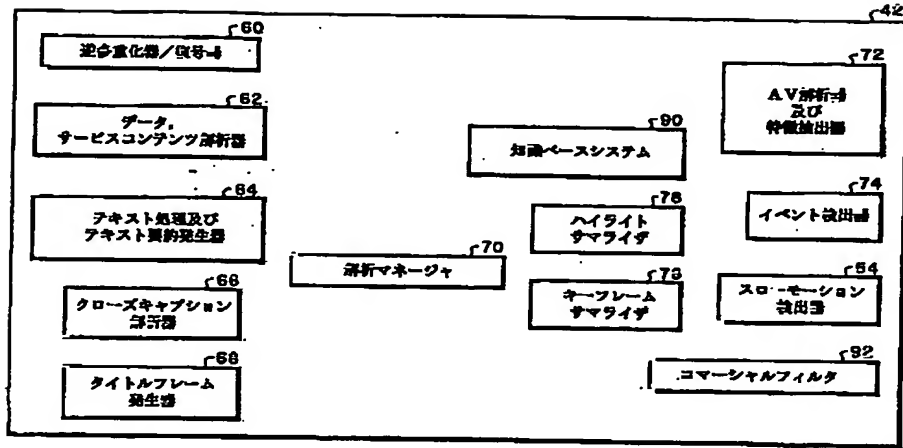 42
60
逆多重化器／復号器
62
データ,
サービスコンテンツ剖析器
64
テキスト処理及び
テキスト要約発生器
66
クローズキャプション
剖析器
68
タイトルフレーム
発生器
70
剖析マネージャ
90
知識ベースシステム
76
ハイライト
サマライザ
78
キーフレーム
サマライザ
72
AV剖析器
及び
特徴抽出器
74
イベント検出器
54
スローモーション
検出器
92
コマーシャルフィルタ